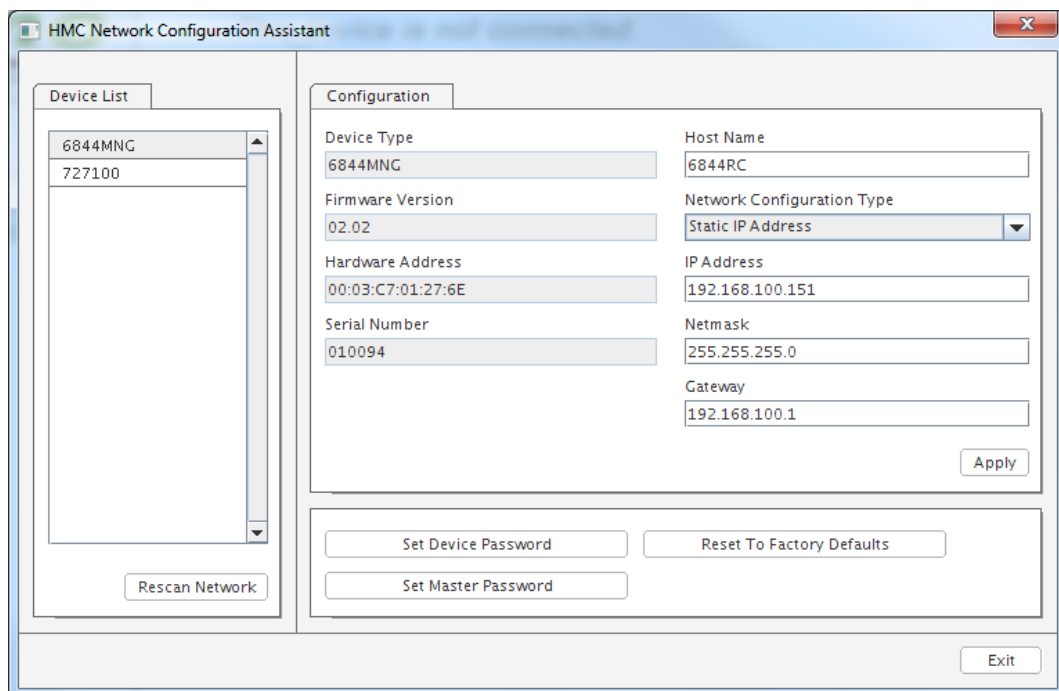 HMC Network Configuration Assistant
Device List
6844MNG
727100
Rescan Network
Configuration
Device Type
6844MNG
Firmware Version
02.02
Hardware Address
00:03:C7:01:27:6E
Serial Number
010094
Host Name
6844RC
Network Configuration Type
Static IP Address
IP Address
192.168.100.151
Netmask
255.255.255.0
Gateway
192.168.100.1
Apply
Set Device Password
Reset To Factory Defaults
Set Master Password
Exit